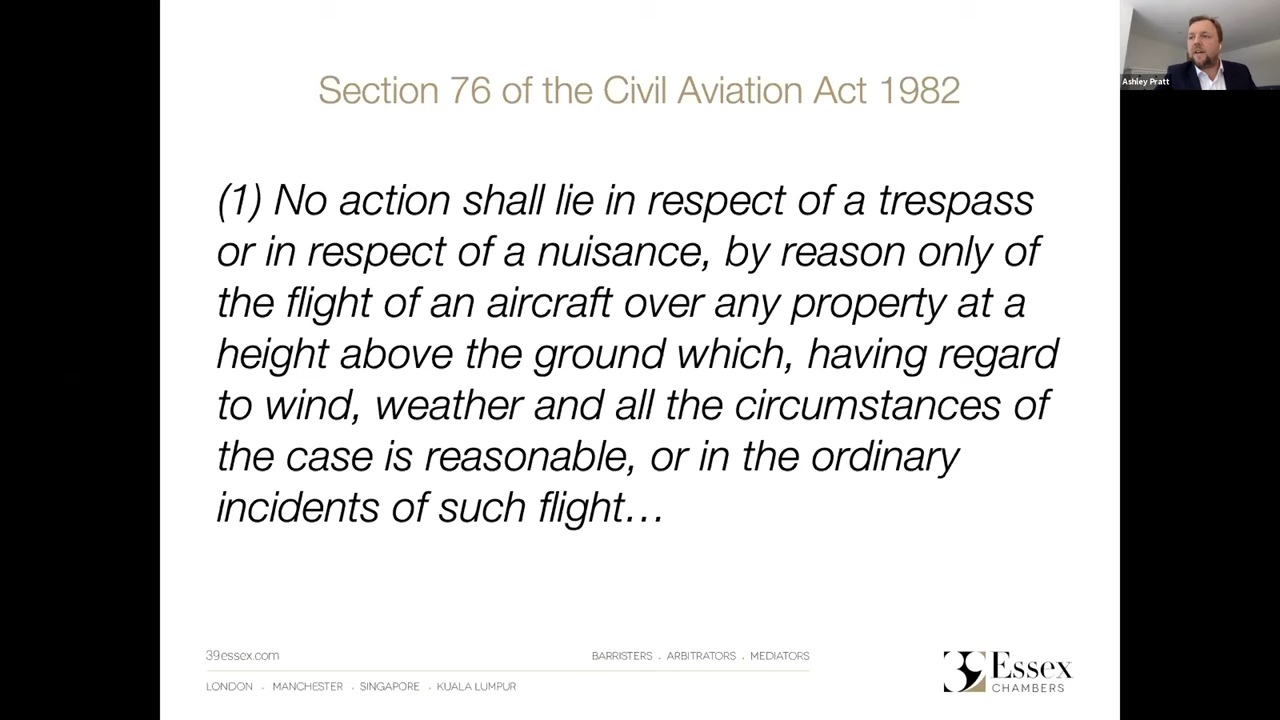 Section 76 of the Civil Aviation Act 1982
Ashley Pratt
(1) No action shall lie in respect of a trespass
or in respect of a nuisance, by reason only of
the flight of an aircraft over any property at a
height above the ground which, having regard
to wind, weather and all the circumstances of
the case is reasonable, or in the ordinary
incidents of such flight…
39essex.com
BARRISTERS . ARBITRATORS . MEDIATORS
LONDON . MANCHESTER . SINGAPORE . KUALA LUMPUR
39 Essex
CHAMBERS